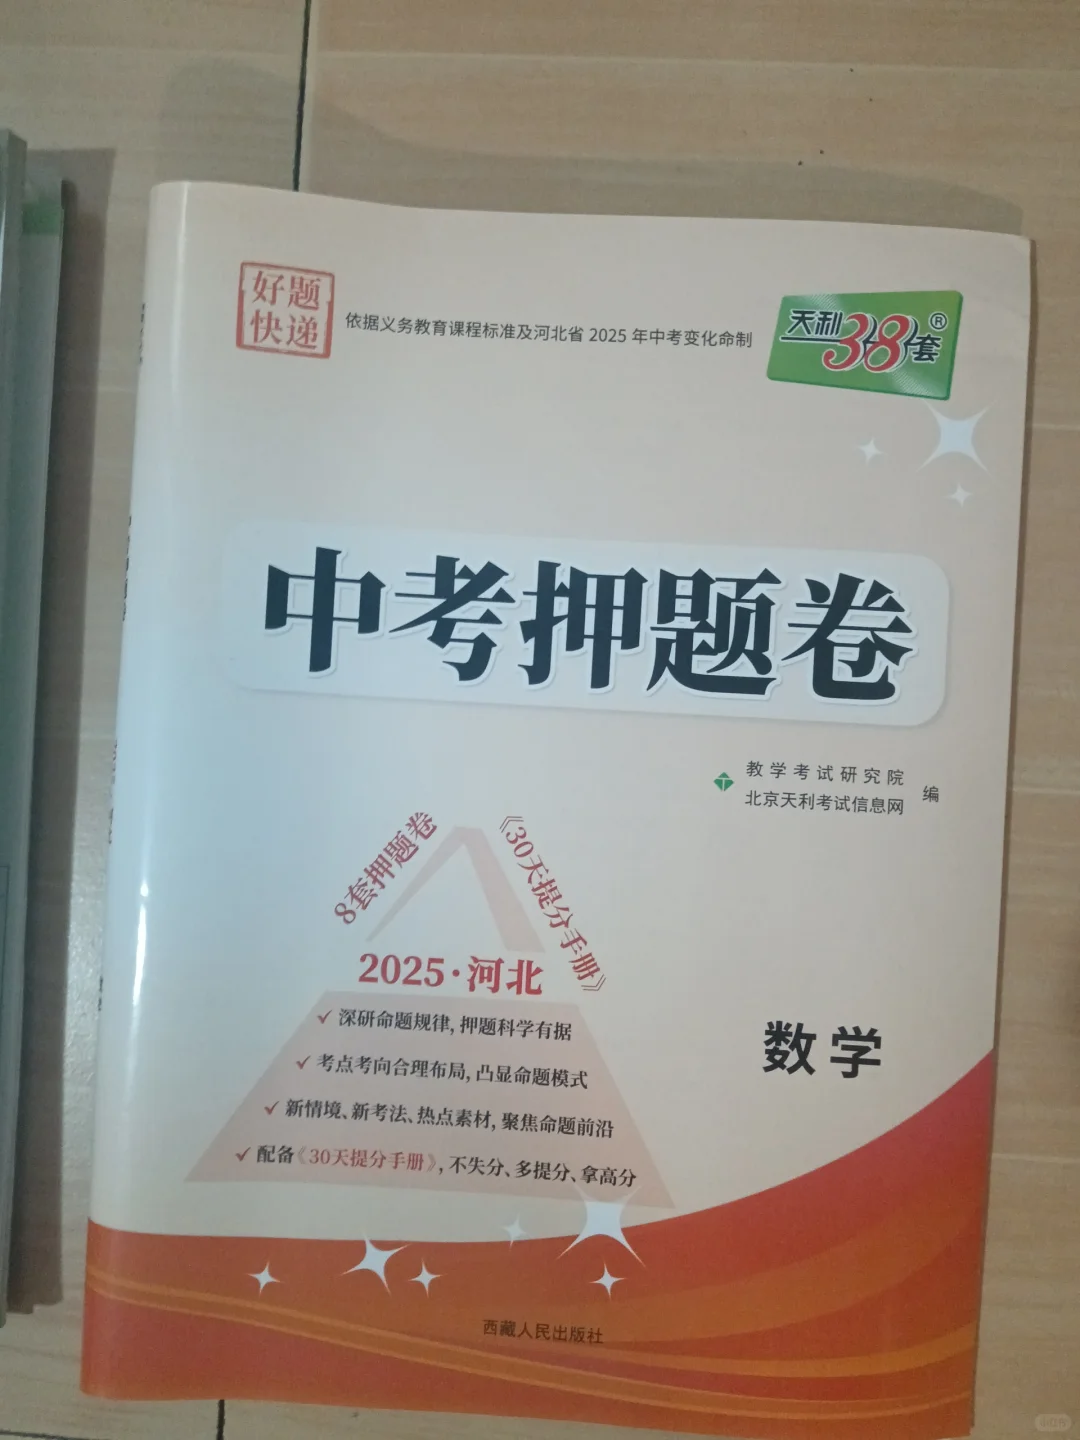 好题
快递
依据义务教育课程标准及河北省 2025 年中考变化命制
天利38套®
中考押题卷
教学考试研究院
北京天利考试信息网
编
8套押题卷
《30天提分手册》
2025·河北
✓ 深研命题规律,押题科学有据
✓ 考点考向合理布局,凸显命题模式
✓ 新情境、新考法、热点素材,聚焦命题前沿
✓ 配备《30天提分手册》,不失分、多提分、拿高分
数学
西藏人民出版社